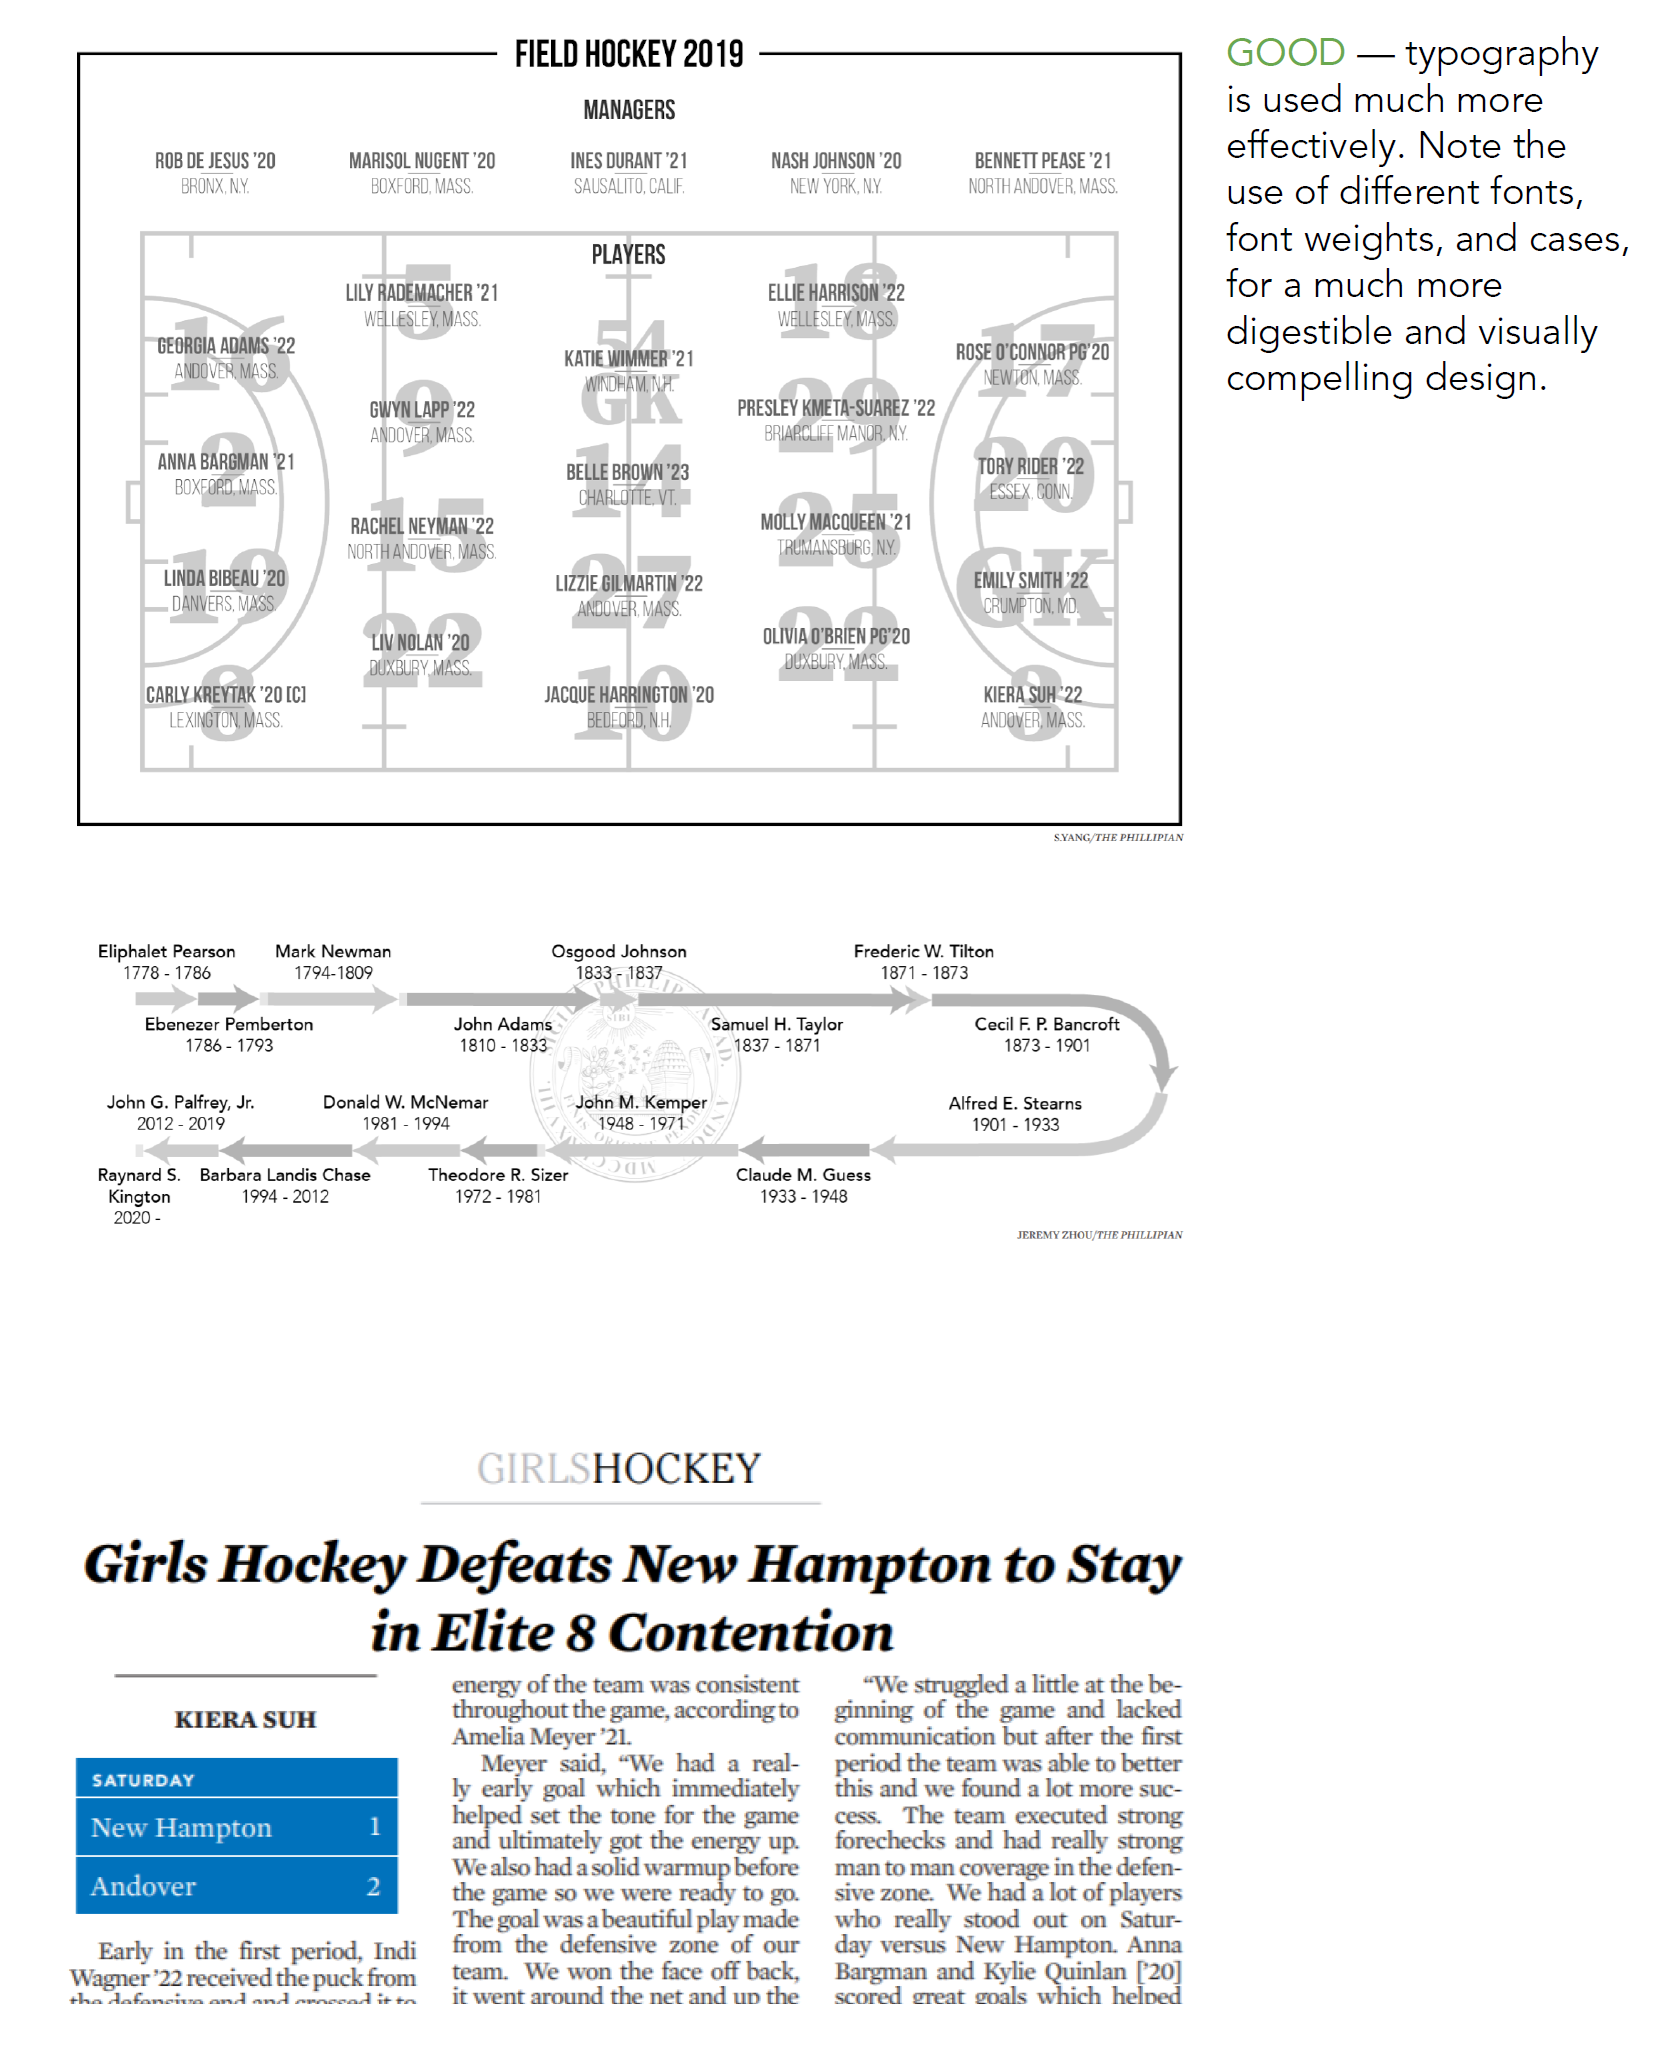 FIELD HOCKEY 2019
MANAGERS
ROB DE JESUS '20
BRONX, N.Y.
MARISOL NUGENT '20
BOXFORD, MASS.
INES DURANT '21
SAUSALITO, CALIF.
NASH JOHNSON '20
NEW YORK, N.Y.
BENNETT PEASE '21
NORTH ANDOVER, MASS.
PLAYERS
16
GEORGIA ADAMS '22
ANDOVER, MASS.
2
ANNA BARGMAN '21
BOXFORD, MASS.
19
LINDA BIBEAU '20
DANVERS, MASS.
8
CARLY KREYTAK '20 [C]
LEXINGTON, MASS.
5
LILY RADEMACHER '21
WELLESLEY, MASS.
9
GWYN LAPP '22
ANDOVER, MASS.
15
RACHEL NEYMAN '22
NORTH ANDOVER, MASS.
22
LIV NOLAN '20
DUXBURY, MASS.
54
GK
KATIE WIMMER '21
WINDHAM, N.H.
14
BELLE BROWN '23
CHARLOTTE, VT.
27
LIZZIE GILMARTIN '22
ANDOVER, MASS.
10
JACQUE HARRINGTON '20
BEDFORD, N.H.
18
ELLIE HARRISON '22
WELLESLEY, MASS.
29
PRESLEY KMETA-SUAREZ '22
BRIARCLIFF MANOR, N.Y.
25
MOLLY MACQUEEN '21
TRUMANSBURG, N.Y.
22
OLIVIA O'BRIEN PG'20
DUXBURY, MASS.
17
ROSE O'CONNOR PG'20
NEWTON, MASS.
20
TORY RIDER '22
ESSEX, CONN.
GK
EMILY SMITH '22
CRUMPTON, MD.
3
KIERA SUH '22
ANDOVER, MASS.
S.YANG/THE PHILLIPIAN
GOOD — typography
is used much more
effectively. Note the
use of different fonts,
font weights, and cases,
for a much more
digestible and visually
compelling design.
Eliphalet Pearson
1778 - 1786
Mark Newman
1794-1809
Osgood Johnson
1833 - 1837
Frederic W. Tilton
1871 - 1873
Ebenezer Pemberton
1786 - 1793
John Adams
1810 - 1833
Samuel H. Taylor
1837 - 1871
Cecil F. P. Bancroft
1873 - 1901
John G. Palfrey, Jr.
2012 - 2019
Donald W. McNemar
1981 - 1994
John M. Kemper
1948 - 1971
Alfred E. Stearns
1901 - 1933
Raynard S.
Kington
2020 -
Barbara Landis Chase
1994 - 2012
Theodore R. Sizer
1972 - 1981
Claude M. Guess
1933 - 1948
JEREMY ZHOU/THE PHILLIPIAN
GIRLSHOCKEY
Girls Hockey Defeats New Hampton to Stay
in Elite 8 Contention
KIERA SUH
SATURDAY
New Hampton 1
Andover 2
Early in the first period, Indi
Wagner '22 received the puck from
the defensive end and crossed it to
energy of the team was consistent
throughout the game, according to
Amelia Meyer '21.
Meyer said, “We had a real-
ly early goal which immediately
helped set the tone for the game
and ultimately got the energy up.
We also had a solid warmup before
the game so we were ready to go.
The goal was a beautiful play made
from the defensive zone of our
team. We won the face off back,
it went around the net and up the
“We struggled a little at the be-
ginning of the game and lacked
communication but after the first
period the team was able to better
this and we found a lot more suc-
cess. The team executed strong
forechecks and had really strong
man to man coverage in the defen-
sive zone. We had a lot of players
who really stood out on Satur-
day versus New Hampton. Anna
Bargman and Kylie Quinlan ['20]
scored great goals which helped